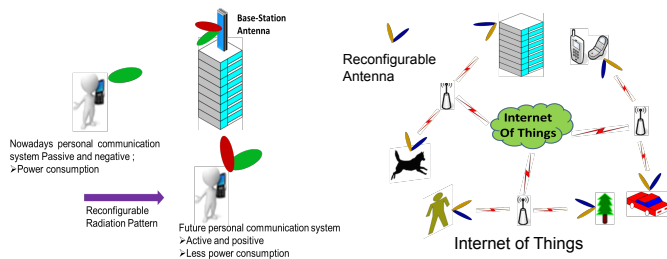 Base-Station
Antenna
Nowadays personal communication
system Passive and negative ;
➢Power consumption
Reconfigurable
Radiation Pattern
Future personal communication system
➢Active and positive
➢Less power consumption
Reconfigurable
Antenna
Internet
Of Things
Internet of Things